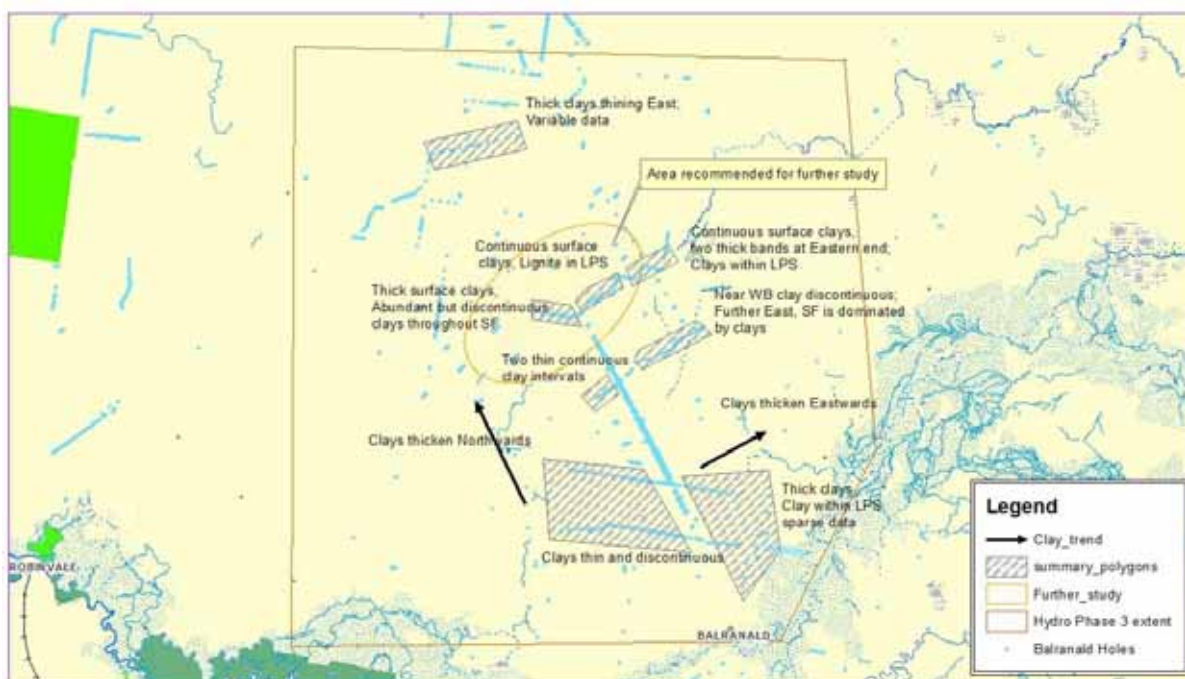 Thick clays thining East;
Variable data
Area recommended for further study
Continuous surface
clays; Lignite in LPS
Continuous surface clays,
two thick bands at Eastern end;
Clays within LPS
Thick surface clays,
Abundant but discontinuous
clays throughout SF
Near WB clay discontinuous;
Further East, SF is dominated
by clays
Two thin continuous
clay intervals
Clays thicken Eastwards
Clays thicken Northwards
Thick clays,
Clay within LPS
sparse data
Clays thin and discontinuous
ROBINVALE
BALRANALD
Legend
Clay_trend
summary_polygons
Further_study
Hydro Phase 3 extent
Balranald Holes